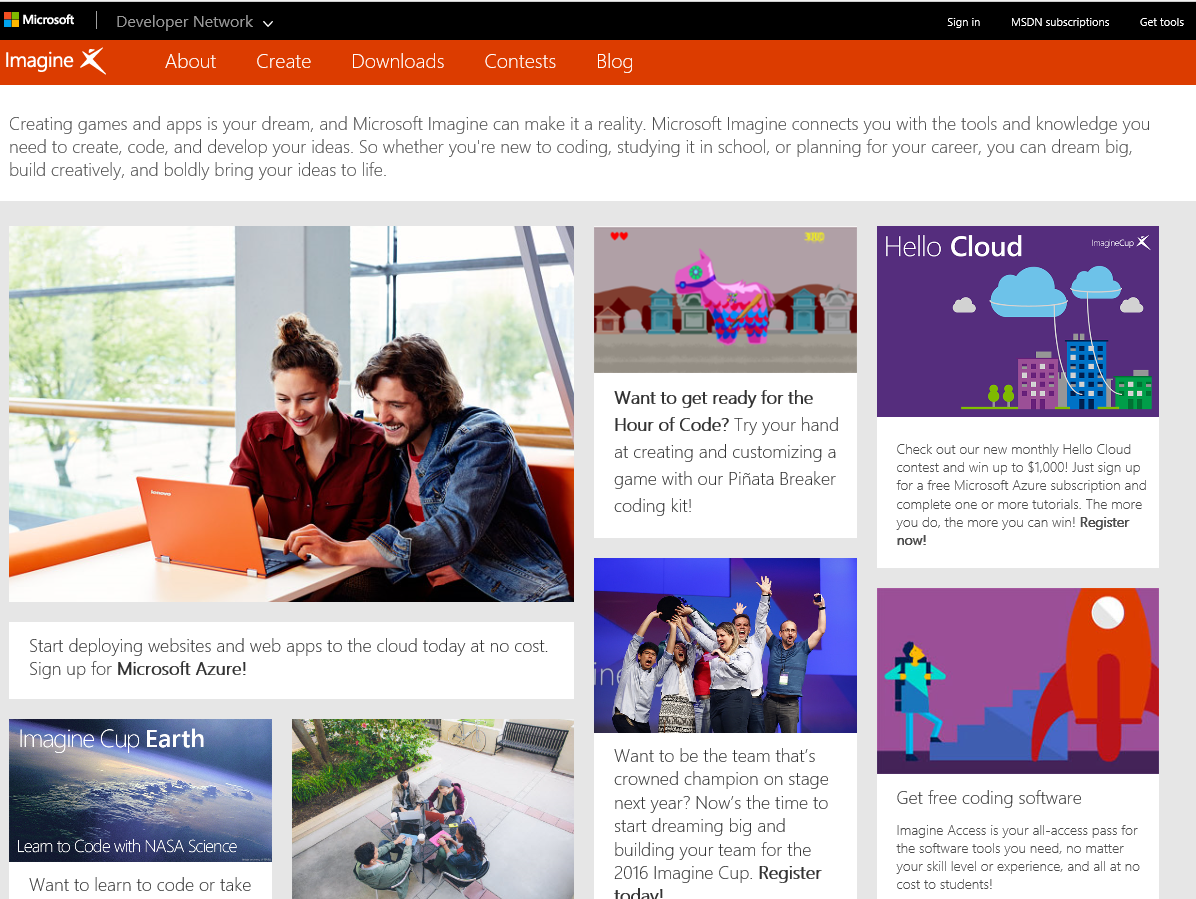 Microsoft
Developer Network
Sign in
MSDN subscriptions
Get tools
Imagine
About
Create
Downloads
Contests
Blog
Creating games and apps is your dream, and Microsoft Imagine can make it a reality. Microsoft Imagine connects you with the tools and knowledge you
need to create, code, and develop your ideas. So whether you're new to coding, studying it in school, or planning for your career, you can dream big,
build creatively, and boldly bring your ideas to life.
Start deploying websites and web apps to the cloud today at no cost.
Sign up for Microsoft Azure!
Imagine Cup Earth
Learn to Code with NASA Science
Want to learn to code or take
Want to get ready for the
Hour of Code? Try your hand
at creating and customizing a
game with our Piñata Breaker
coding kit!
Want to be the team that's
crowned champion on stage
next year? Now's the time to
start dreaming big and
building your team for the
2016 Imagine Cup. Register
today!
Hello Cloud
ImagineCup
Check out our new monthly Hello Cloud
contest and win up to $1,000! Just sign up
for a free Microsoft Azure subscription and
complete one or more tutorials. The more
you do, the more you can win! Register
now!
Get free coding software
Imagine Access is your all-access pass for
the software tools you need, no matter
your skill level or experience, and all at no
cost to students!